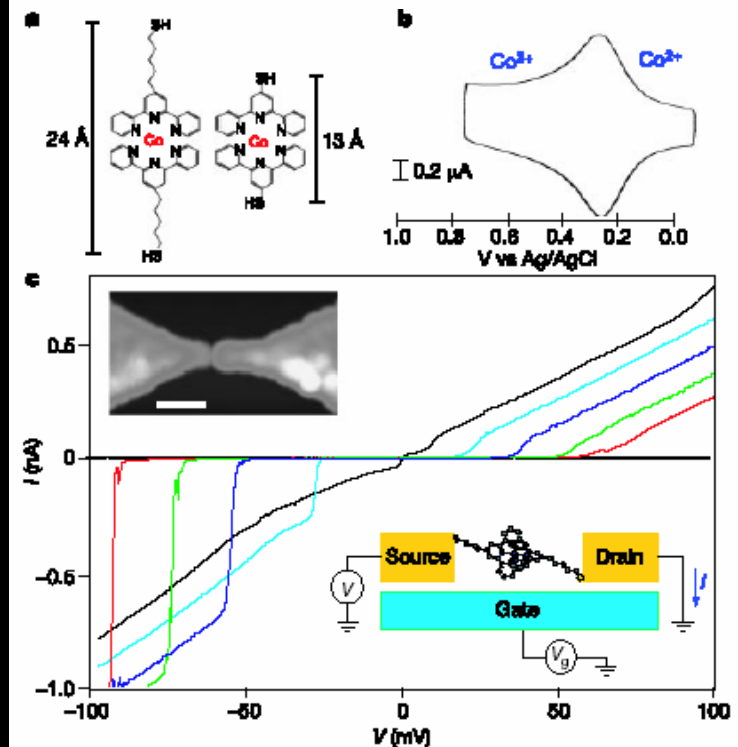 a
SH
N
N N
Co
N N
N
HS
24 Å
SH
N
N N
Co
N N
N
HS
13 Å
b
Co³⁺
Co²⁺
0.2 μA
1.0 0.8 0.6 0.4 0.2 0.0
V vs Ag/AgCl
c
0.5
0
−0.5
−1.0
I (nA)
Source
Drain
Gate
V
I
Vg
−100 −50 0 50 100
V (mV)